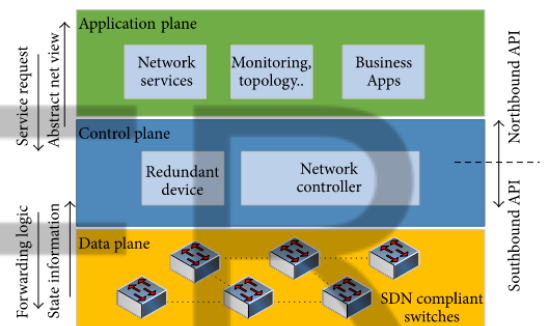 Application plane
Network
services
Monitoring,
topology..
Business
Apps
Service request
Abstract net view
Northbound API
Control plane
Redundant
device
Network
controller
Southbound API
Data plane
Forwarding logic
State information
SDN compliant
switches